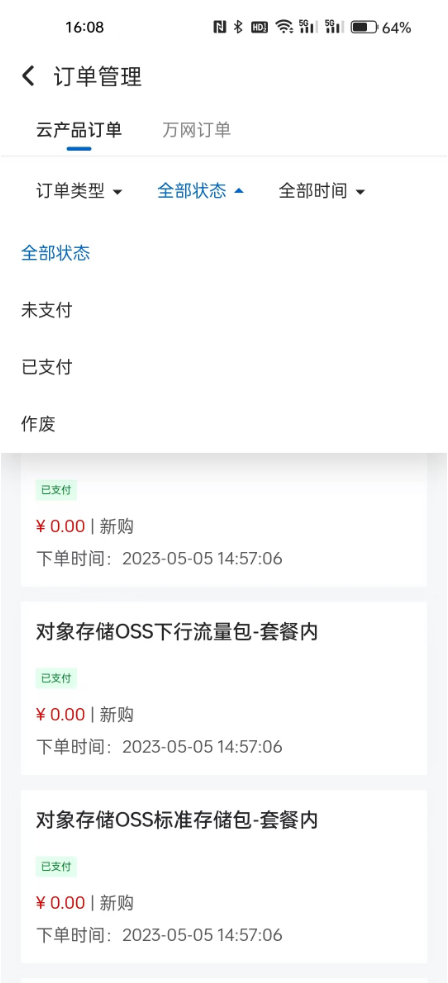 16:08
64%
订单管理
云产品订单 万网订单
订单类型 全部状态 全部时间
全部状态
未支付
已支付
作废
已支付
¥ 0.00 | 新购
下单时间：2023-05-05 14:57:06
对象存储OSS下行流量包-套餐内
已支付
¥ 0.00 | 新购
下单时间：2023-05-05 14:57:06
对象存储OSS标准存储包-套餐内
已支付
¥ 0.00 | 新购
下单时间：2023-05-05 14:57:06